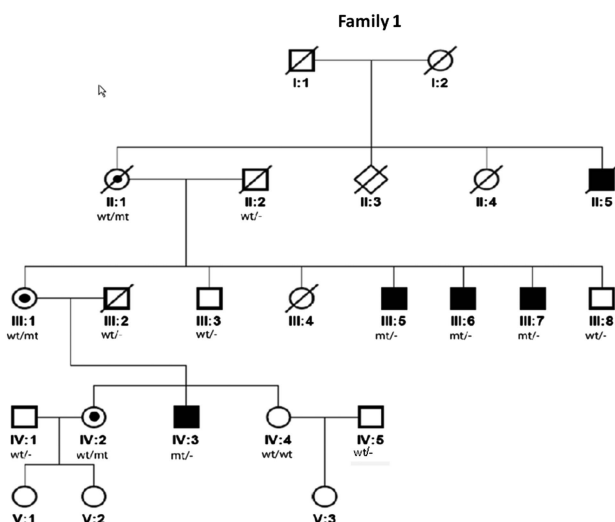 Family 1
I:1 I:2
II:1 II:2 II:3 II:4 II:5
wt/mt wt/-
III:1 III:2 III:3 III:4 III:5 III:6 III:7 III:8
wt/mt wt/- wt/- mt/- mt/- mt/- wt/-
IV:1 IV:2 IV:3 IV:4 IV:5
wt/- wt/mt mt/- wt/wt wt/-
V:1 V:2 V:3